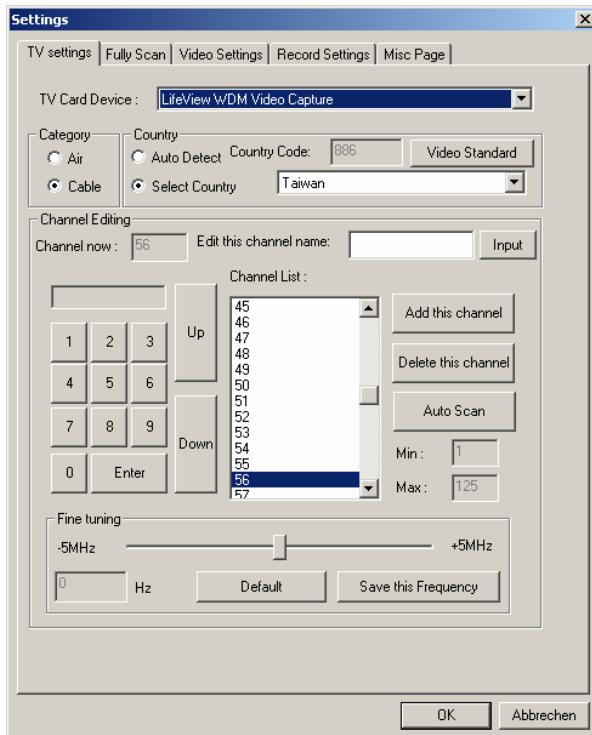 Settings
TV settings Fully Scan Video Settings Record Settings Misc Page
TV Card Device : LifeView WDM Video Capture
Category
Air
Cable
Country
Auto Detect Country Code: 886 Video Standard
Select Country Taiwan
Channel Editing
Channel now : 56 Edit this channel name: Input
Channel List :
1 2 3
4 5 6
7 8 9
0 Enter
Up
Down
45
46
47
48
49
50
51
52
53
54
55
56
57
Add this channel
Delete this channel
Auto Scan
Min : 1
Max : 125
Fine tuning
-5MHz +5MHz
0 Hz Default Save this Frequency
OK Abbrechen